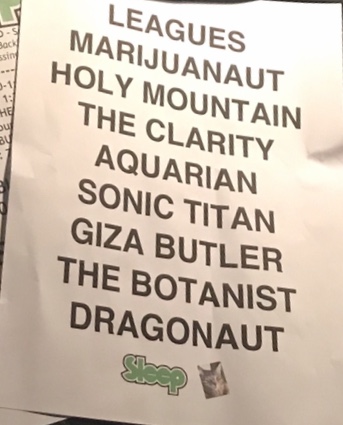 LEAGUES
MARIJUANAUT
HOLY MOUNTAIN
THE CLARITY
AQUARIAN
SONIC TITAN
GIZA BUTLER
THE BOTANIST
DRAGONAUT
Sleep